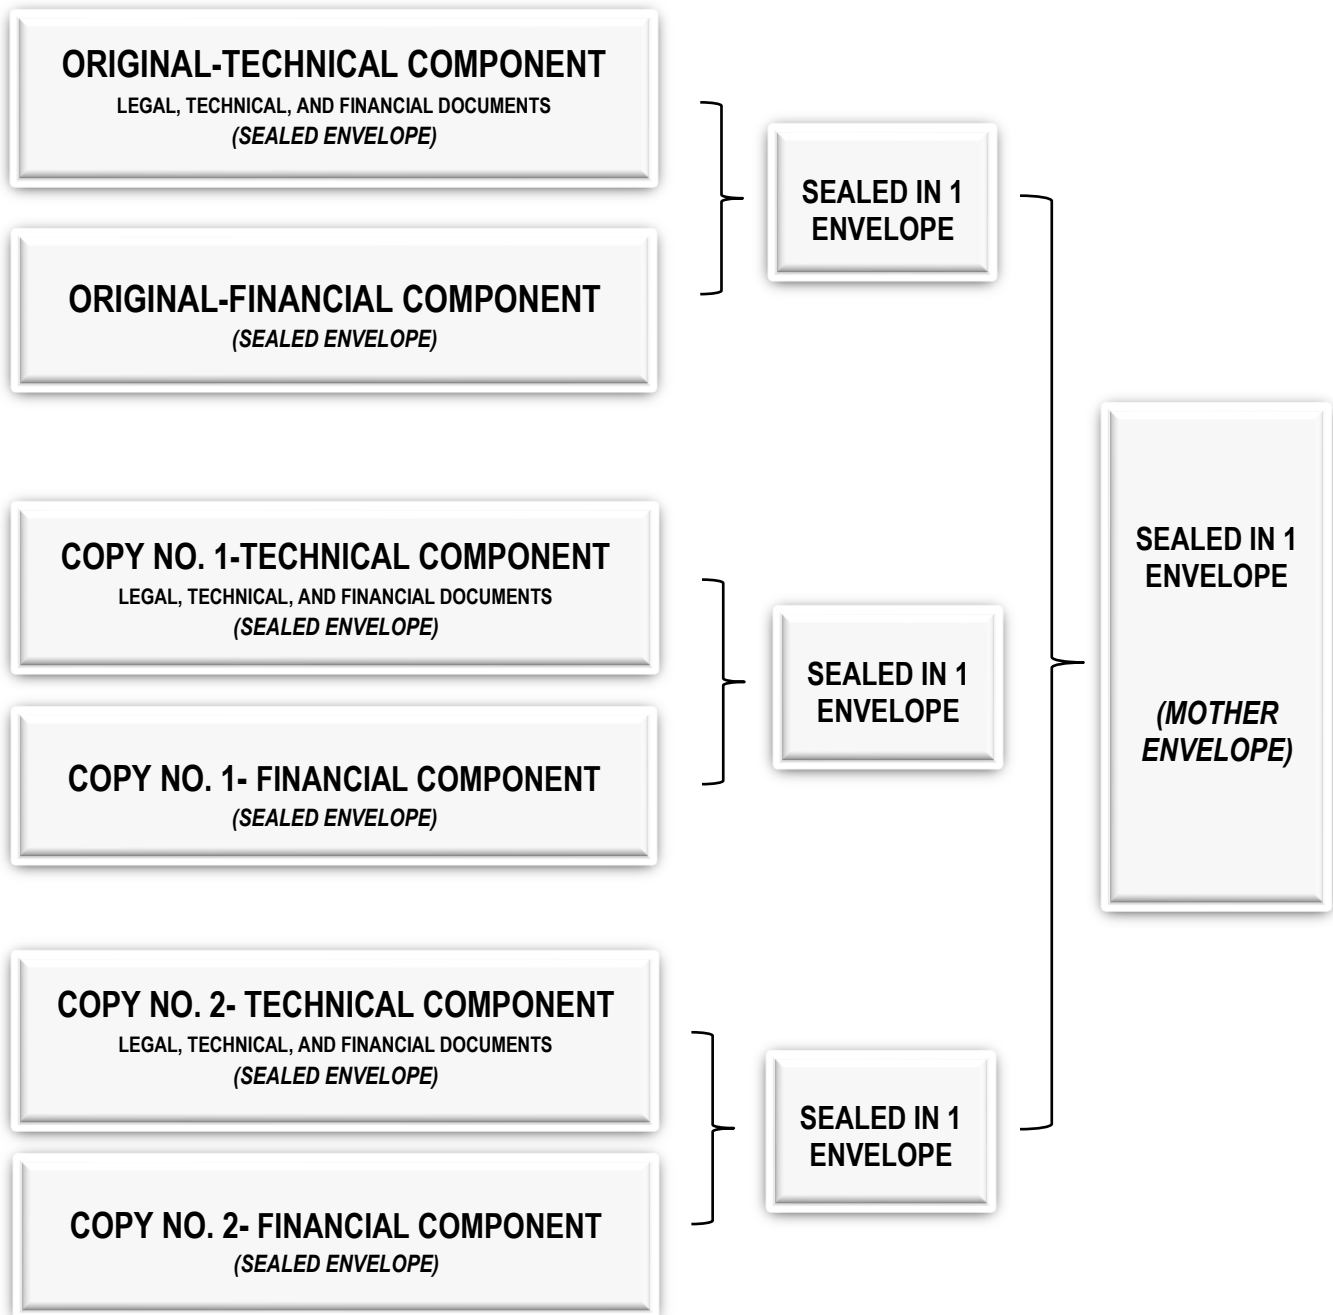 ORIGINAL-TECHNICAL COMPONENT
LEGAL, TECHNICAL, AND FINANCIAL DOCUMENTS
(SEALED ENVELOPE)
ORIGINAL-FINANCIAL COMPONENT
(SEALED ENVELOPE)
SEALED IN 1
ENVELOPE
COPY NO. 1-TECHNICAL COMPONENT
LEGAL, TECHNICAL, AND FINANCIAL DOCUMENTS
(SEALED ENVELOPE)
COPY NO. 1- FINANCIAL COMPONENT
(SEALED ENVELOPE)
SEALED IN 1
ENVELOPE
COPY NO. 2- TECHNICAL COMPONENT
LEGAL, TECHNICAL, AND FINANCIAL DOCUMENTS
(SEALED ENVELOPE)
COPY NO. 2- FINANCIAL COMPONENT
(SEALED ENVELOPE)
SEALED IN 1
ENVELOPE
SEALED IN 1
ENVELOPE
(MOTHER
ENVELOPE)